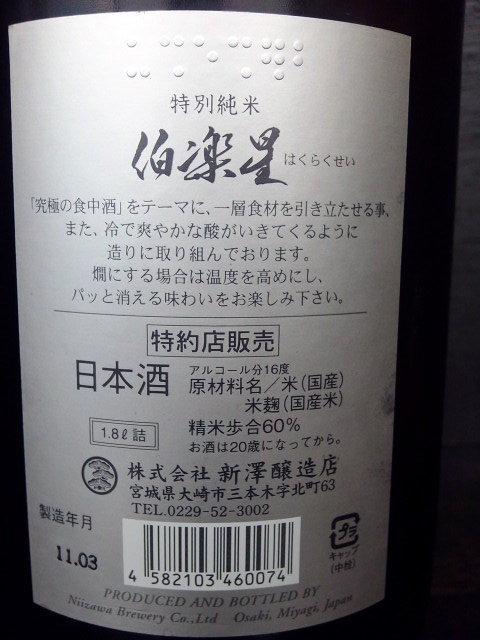 特別純米
伯楽星 はくらくせい
「究極の食中酒」をテーマに、一層食材を引き立たせる事、
また、冷で爽やかな酸がいきてくるように
造りに取り組んでおります。
燗にする場合は温度を高めにし、
パッと消える味わいをお楽しみ下さい。
特約店販売
日本酒
アルコール分16度
原材料名／米(国産)
米麹(国産米)
精米歩合60%
1.8ℓ詰
お酒は20歳になってから。
株式会社 新澤醸造店
宮城県大崎市三本木字北町63
TEL.0229-52-3002
製造年月
11.03
4 582103 460074
プラ
キャップ
(中栓)
PRODUCED AND BOTTLED BY
Niizawa Brewery Co.,Ltd Osaki, Miyagi, Japan